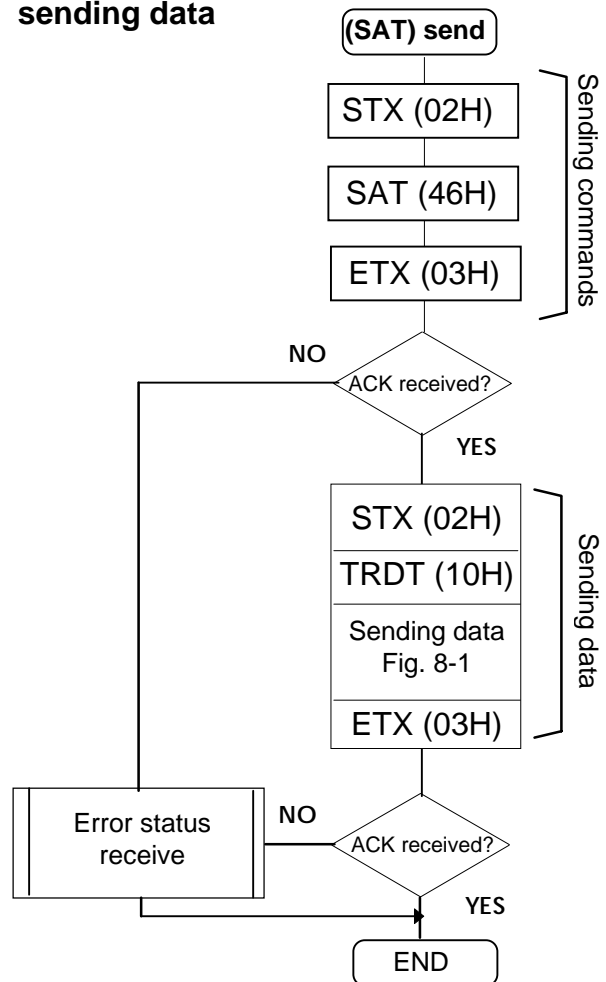 sending data
(SAT) send
STX (02H)
SAT (46H)
ETX (03H)
Sending commands
NO
ACK received?
YES
STX (02H)
TRDT (10H)
Sending data
Fig. 8-1
ETX (03H)
Sending data
Error status
receive
NO
ACK received?
YES
END